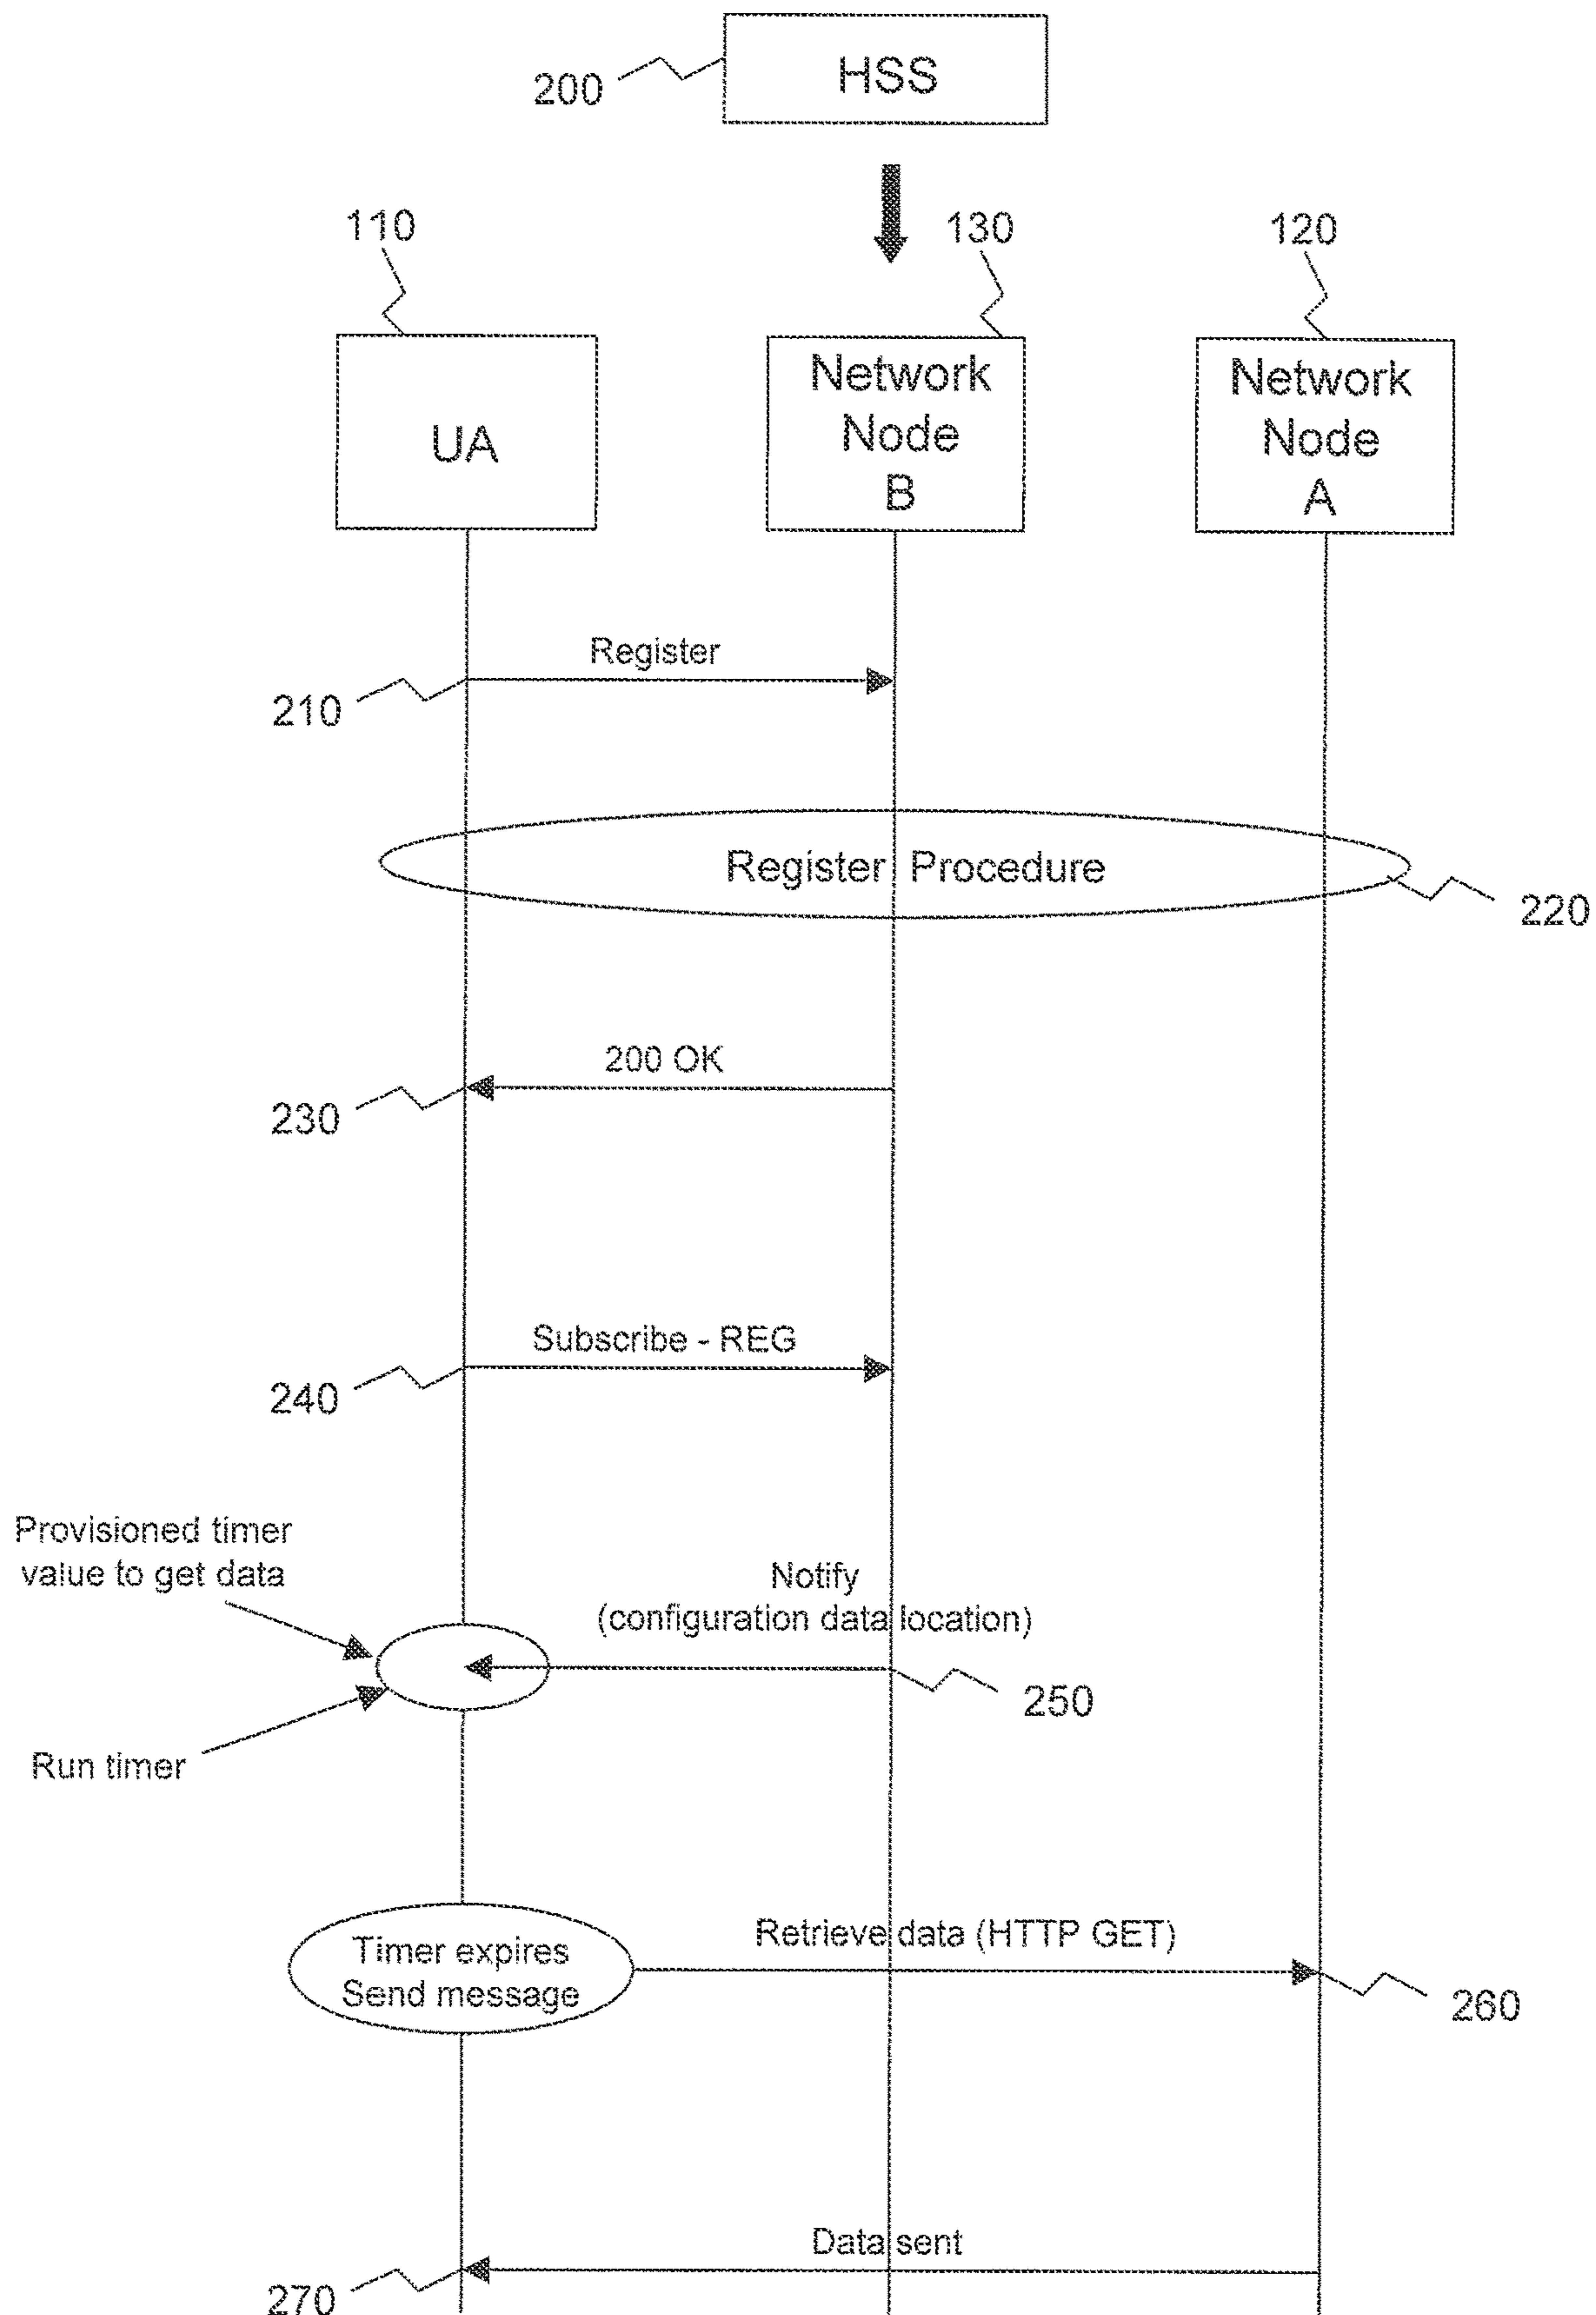 HSS
200
110
130
120
UA
Network
Node
B
Network
Node
A
Register
210
Register Procedure
220
200 OK
230
Subscribe - REG
240
Provisioned timer
value to get data
Notify
(configuration data location)
250
Run timer
Timer expires
Send message
Retrieve data (HTTP GET)
260
Data sent
270